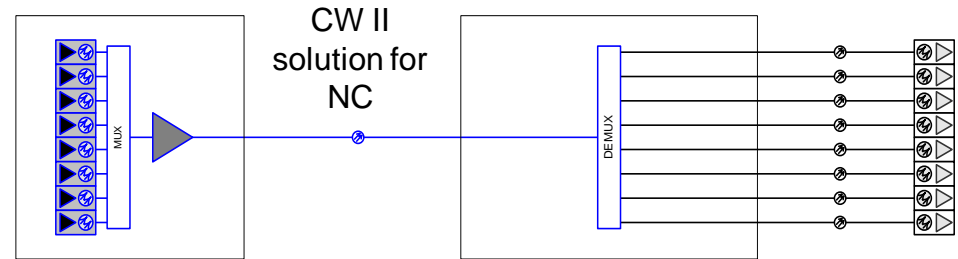 CW II
solution for
NC
MUX
DEMUX